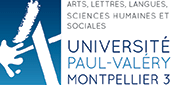 ARTS, LETTRES, LANGUES,
SCIENCES HUMAINES ET
SOCIALES
UNIVERSITÉ
PAUL-VALÉRY
MONTPELLIER 3